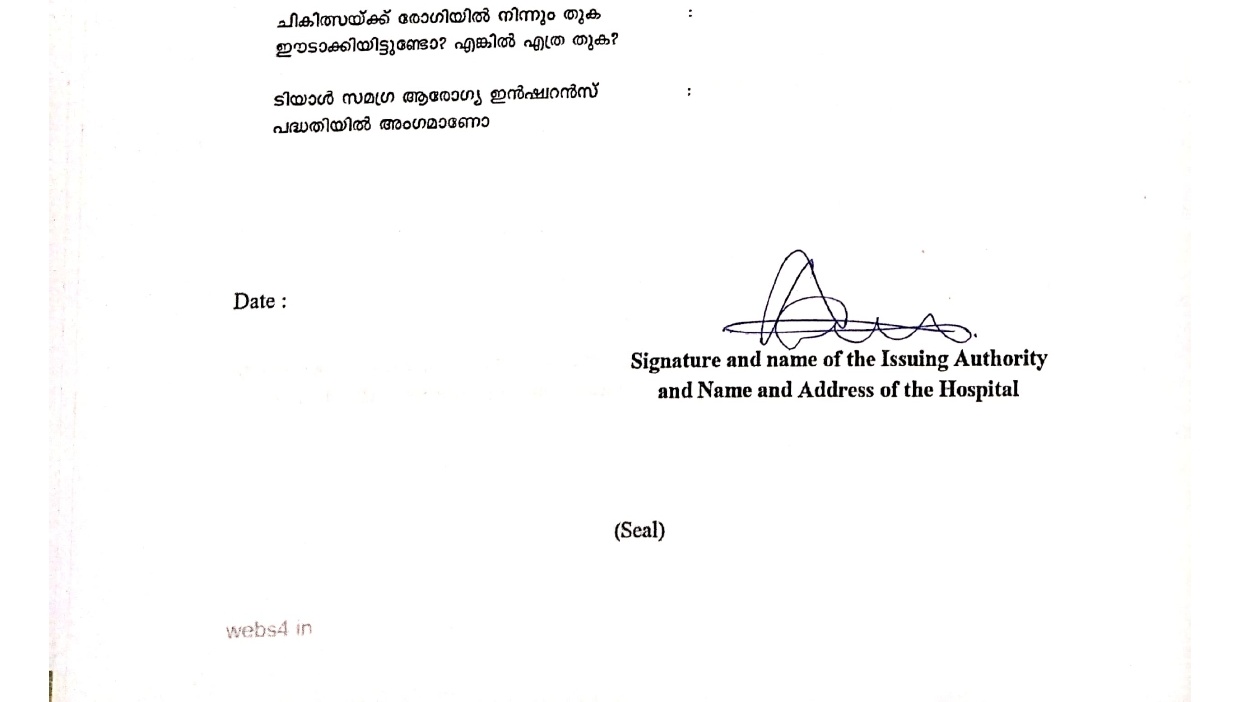 ചികിത്സയ്ക്ക് രോഗിയിൽ നിന്നും തുക :
ഈടാക്കിയിട്ടുണ്ടോ? എങ്കിൽ എത്ര തുക?
ടിയാൾ സമഗ്ര ആരോഗ്യ ഇൻഷ്വറൻസ് :
പദ്ധതിയിൽ അംഗമാണോ
Date :
Signature and name of the Issuing Authority
and Name and Address of the Hospital
(Seal)
webs4 in